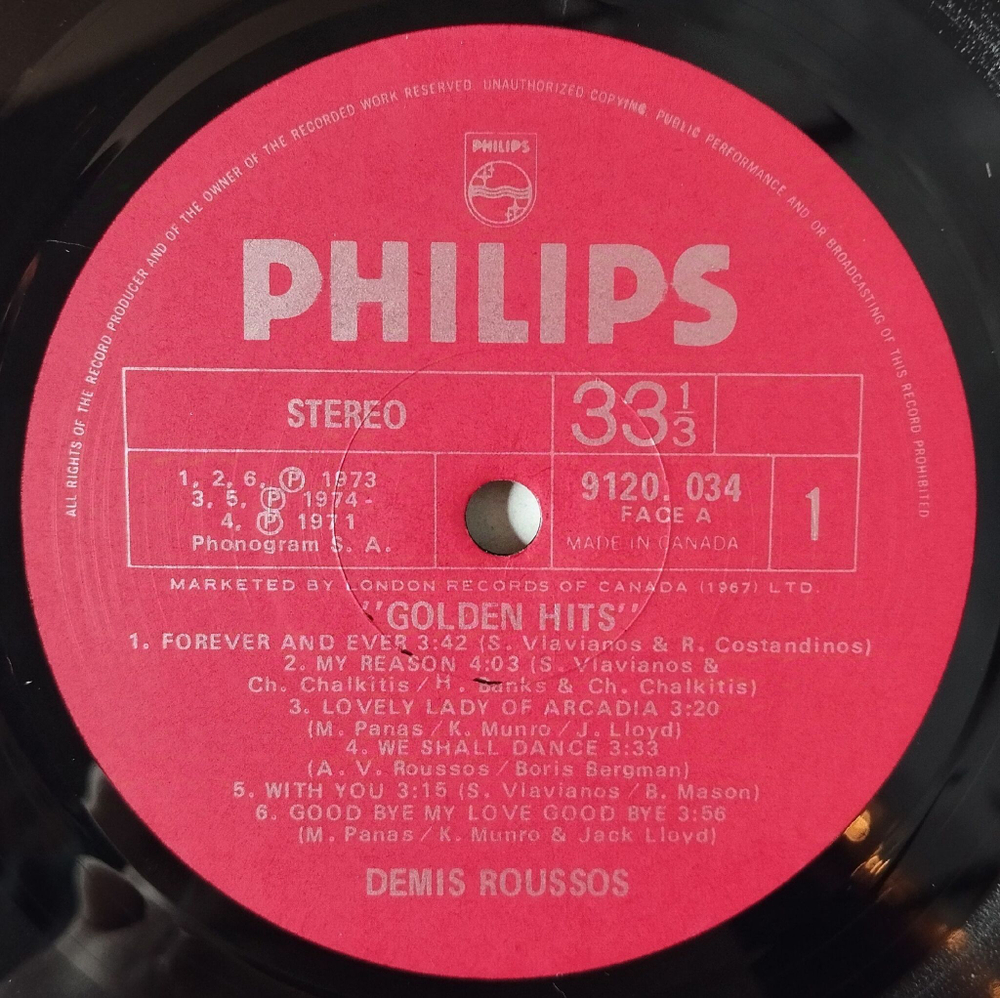 ALL RIGHTS OF THE RECORD PRODUCER AND OF THE OWNER OF THE RECORDED WORK RESERVED. UNAUTHORIZED COPYING, PUBLIC PERFORMANCE AND OR BROADCASTING OF THIS RECORD PROHIBITED
PHILIPS
PHILIPS
STEREO
33 1/3
1, 2, 6, Ⓟ 1973
3, 5, Ⓟ 1974-
4, Ⓟ 1971
Phonogram S. A.
9120. 034
FACE A
MADE IN CANADA
1
MARKETED BY LONDON RECORDS OF CANADA (1967) LTD.
"GOLDEN HITS"
1. FOREVER AND EVER 3:42 (S. Vlavianos & R. Costandinos)
2. MY REASON 4:03 (S. Vlavianos &
Ch. Chalkitis / H. Banks & Ch. Chalkitis)
3. LOVELY LADY OF ARCADIA 3:20
(M. Panas / K. Munro / J. Lloyd)
4. WE SHALL DANCE 3:33
(A. V. Roussos / Boris Bergman)
5. WITH YOU 3:15 (S. Vlavianos / B. Mason)
6. GOOD BYE MY LOVE GOOD BYE 3:56
(M. Panas / K. Munro & Jack Lloyd)
DEMIS ROUSSOS